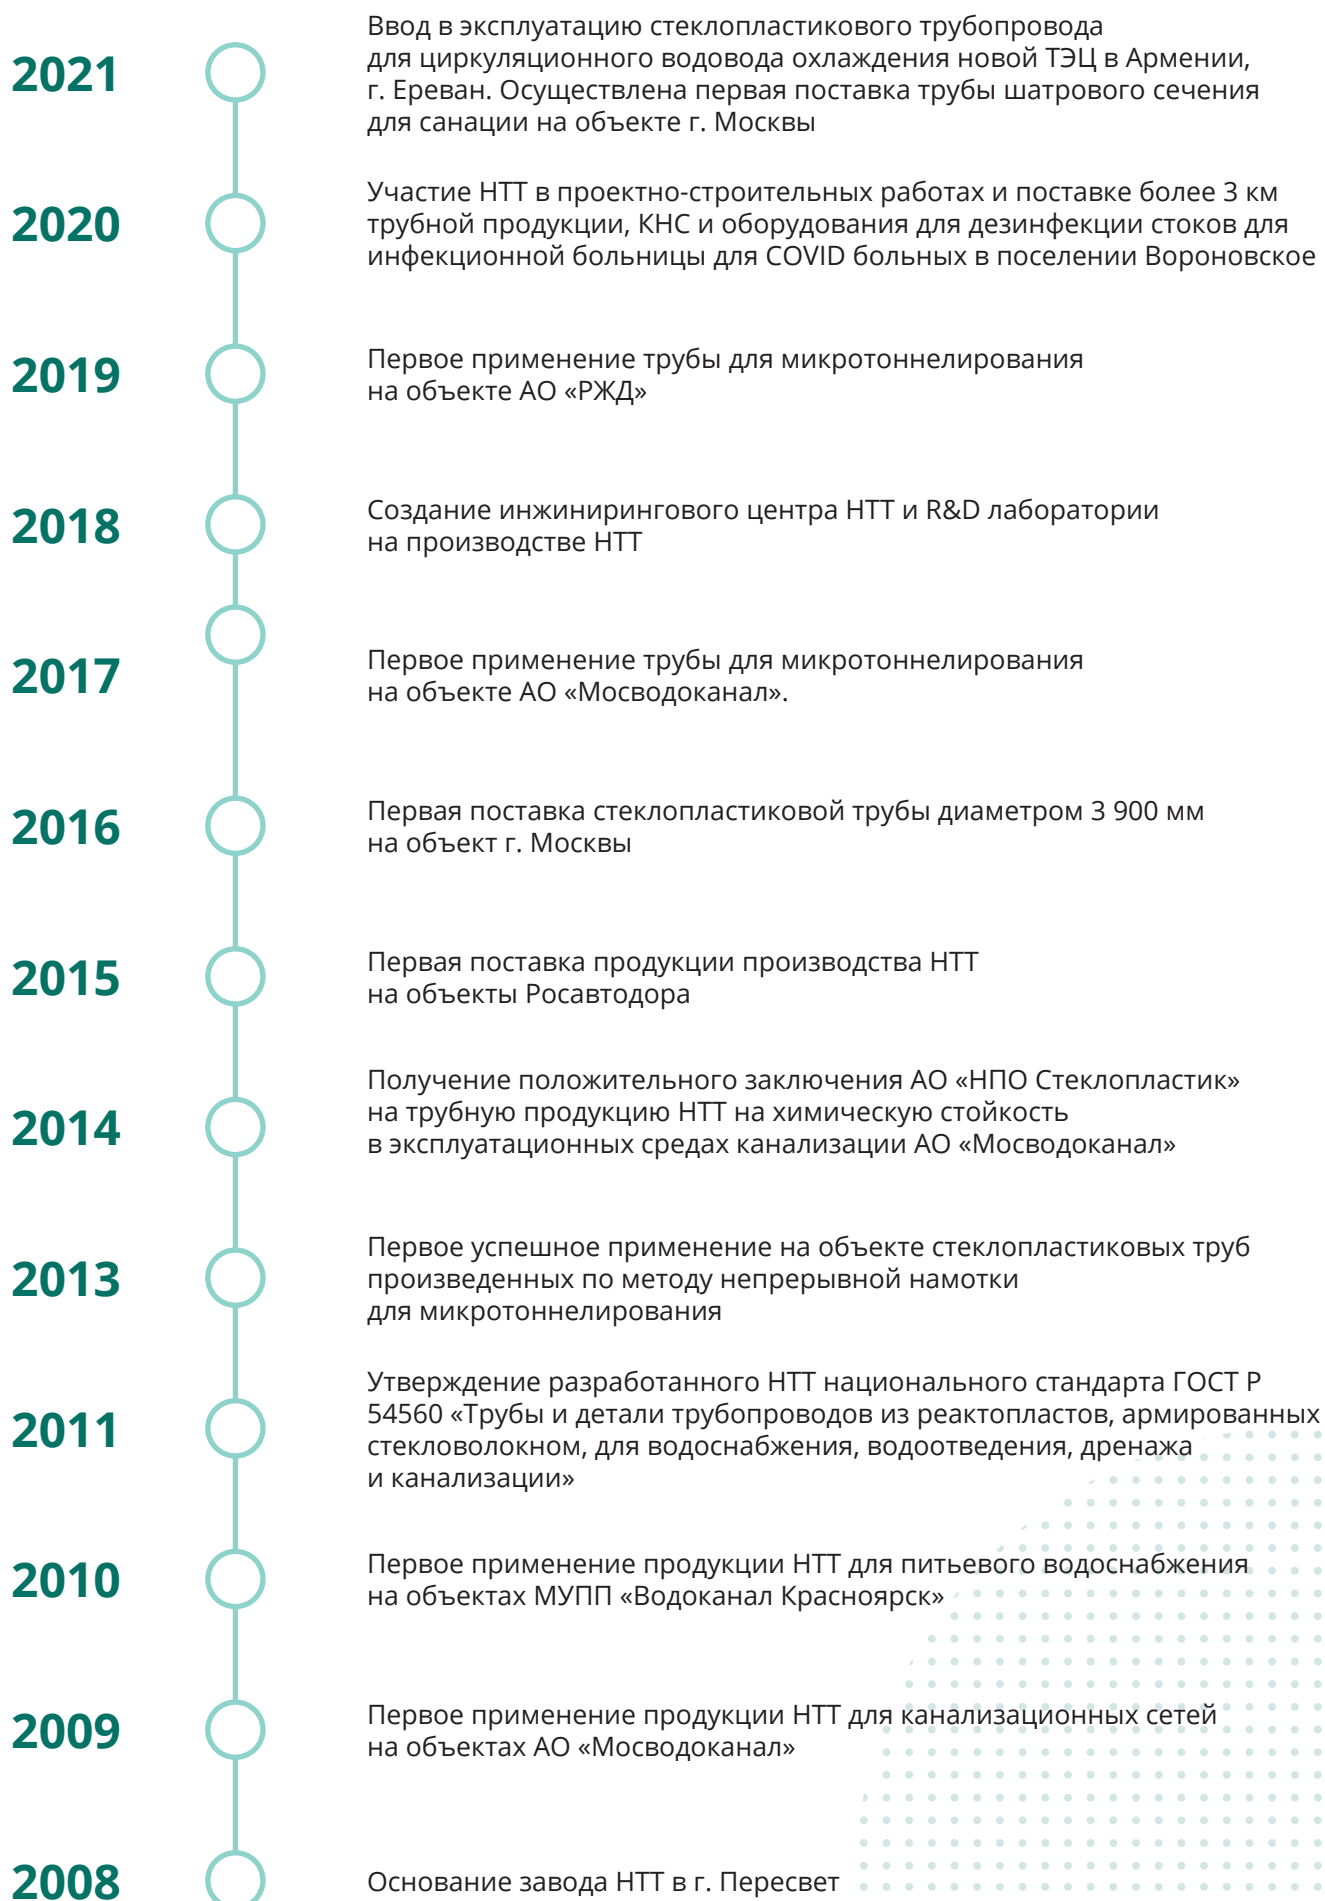 2021
Ввод в эксплуатацию стеклопластикового трубопровода
для циркуляционного водовода охлаждения новой ТЭЦ в Армении,
г. Ереван. Осуществлена первая поставка трубы шатрового сечения
для санации на объекте г. Москвы
2020
Участие НТТ в проектно-строительных работах и поставке более 3 км
трубной продукции, КНС и оборудования для дезинфекции стоков для
инфекционной больницы для COVID больных в поселении Вороновское
2019
Первое применение трубы для микротоннелирования
на объекте АО «РЖД»
2018
Создание инжинирингового центра НТТ и R&D лаборатории
на производстве НТТ
2017
Первое применение трубы для микротоннелирования
на объекте АО «Мосводоканал».
2016
Первая поставка стеклопластиковой трубы диаметром 3 900 мм
на объект г. Москвы
2015
Первая поставка продукции производства НТТ
на объекты Росавтодора
2014
Получение положительного заключения АО «НПО Стеклопластик»
на трубную продукцию НТТ на химическую стойкость
в эксплуатационных средах канализации АО «Мосводоканал»
2013
Первое успешное применение на объекте стеклопластиковых труб
произведенных по методу непрерывной намотки
для микротоннелирования
2011
Утверждение разработанного НТТ национального стандарта ГОСТ Р
54560 «Трубы и детали трубопроводов из реактопластов, армированных
стекловолокном, для водоснабжения, водоотведения, дренажа
и канализации»
2010
Первое применение продукции НТТ для питьевого водоснабжения
на объектах МУПП «Водоканал Красноярск»
2009
Первое применение продукции НТТ для канализационных сетей
на объектах АО «Мосводоканал»
2008
Основание завода НТТ в г. Пересвет